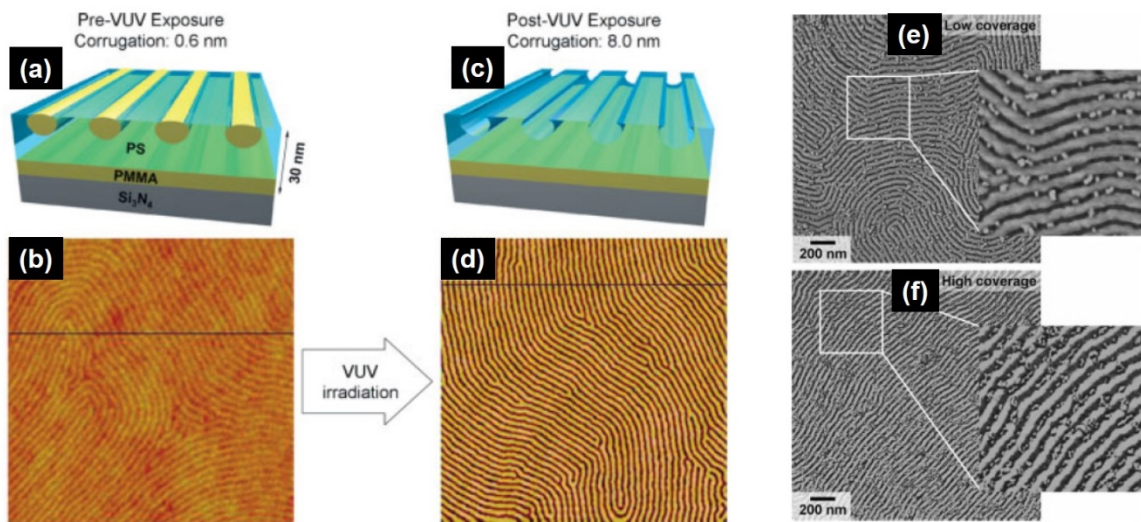 Pre-VUV Exposure
Corrugation: 0.6 nm
(a)
PS
PMMA
Si₃N₄
30 nm
(b)
Post-VUV Exposure
Corrugation: 8.0 nm
(c)
(d)
VUV
irradiation
(e)
Low coverage
200 nm
(f)
High coverage
200 nm